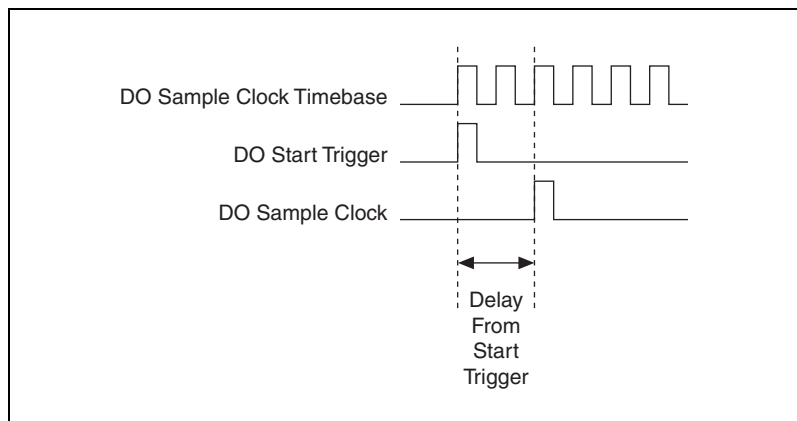 DO Sample Clock Timebase
DO Start Trigger
DO Sample Clock
Delay
From
Start
Trigger